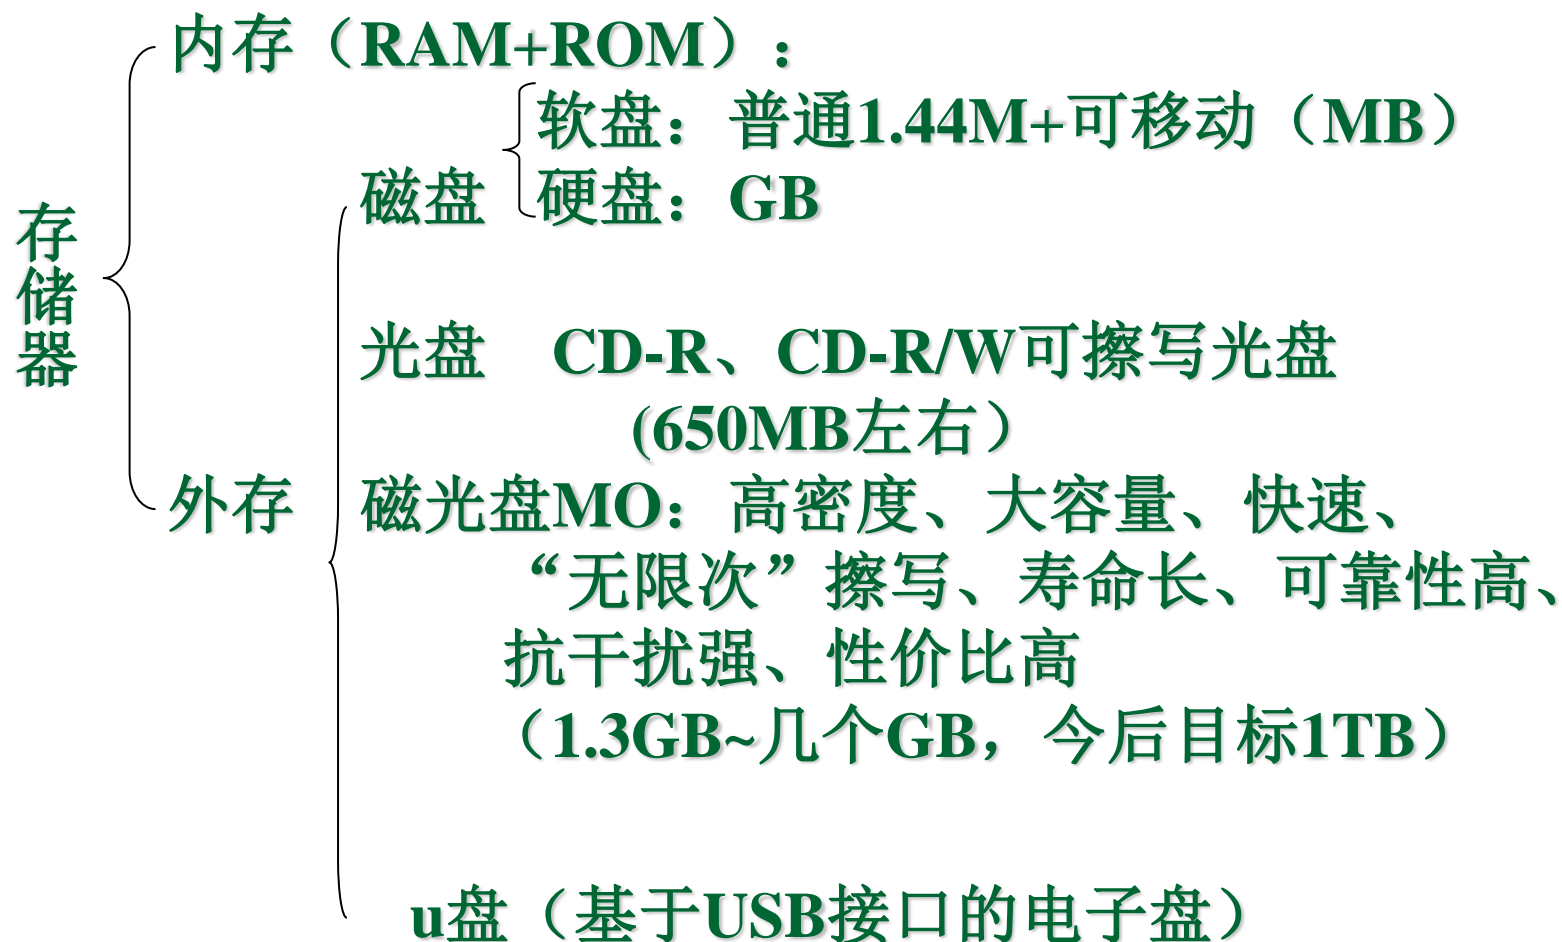 存储器
内存（RAM+ROM）：
软盘：普通1.44M+可移动（MB）
磁盘
硬盘：GB
光盘 CD-R、CD-R/W可擦写光盘
(650MB左右）
外存
磁光盘MO：高密度、大容量、快速、
“无限次”擦写、寿命长、可靠性高、
抗干扰强、性价比高
（1.3GB~几个GB，今后目标1TB）
u盘（基于USB接口的电子盘）